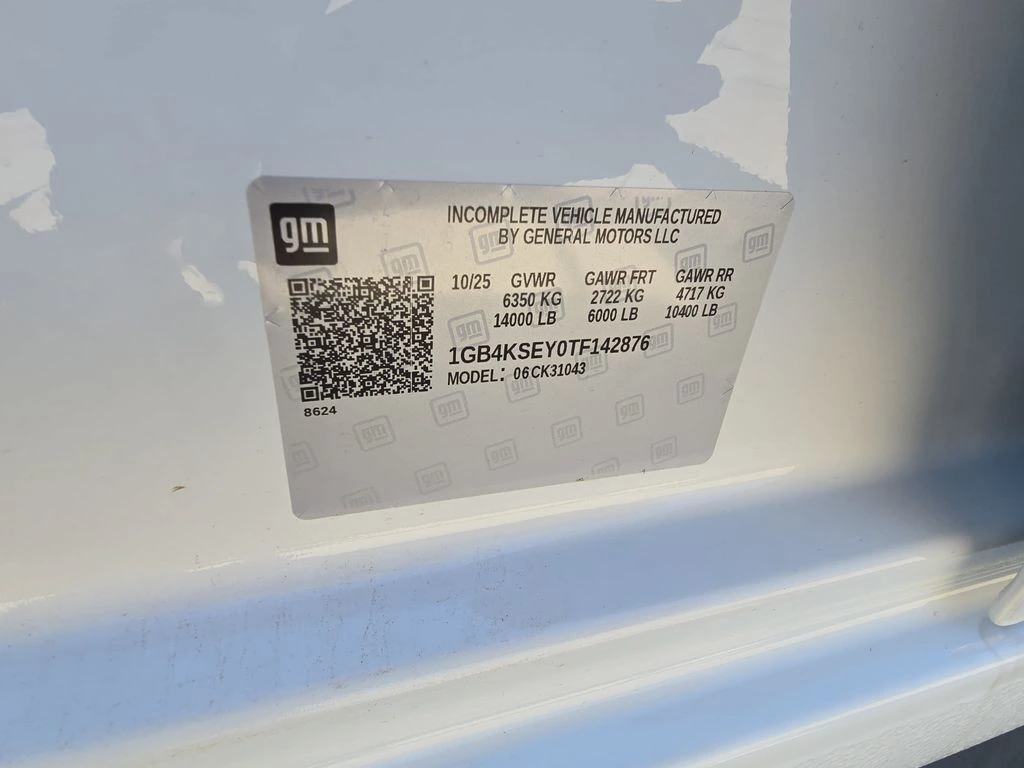 gm
INCOMPLETE VEHICLE MANUFACTURED
BY GENERAL MOTORS LLC
10/25 GVWR GAWR FRT GAWR RR
6350 KG 2722 KG 4717 KG
14000 LB 6000 LB 10400 LB
1GB4KSEY0TF142876
MODEL: 06CK31043
8624